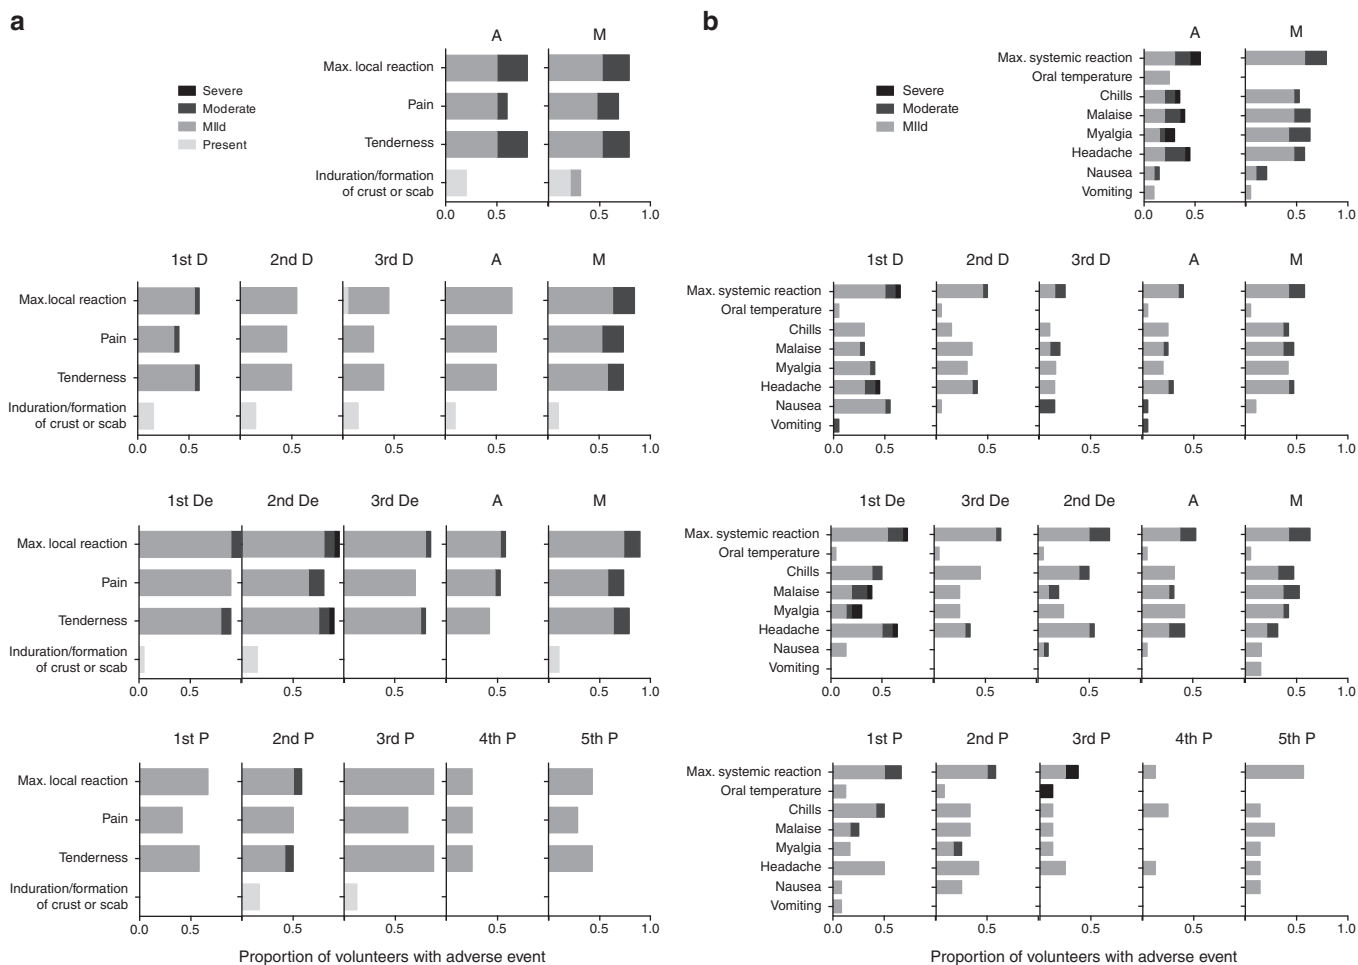 a
b
A
M
Severe
Moderate
MIld
Present
Max. local reaction
Pain
Tenderness
Induration/formation
of crust or scab
0.0
0.5
0.5
1.0
A
M
Severe
Moderate
MIld
Max. systemic reaction
Oral temperature
Chills
Malaise
Myalgia
Headache
Nausea
Vomiting
0.0
0.5
0.5
1.0
1st D
2nd D
3rd D
A
M
Max.local reaction
Pain
Tenderness
Induration/formation
of crust or scab
0.0
0.5
0.5
0.5
0.5
0.5
1.0
1st D
2nd D
3rd D
A
M
Max. systemic reaction
Oral temperature
Chills
Malaise
Myalgia
Headache
Nausea
Vomiting
0.0
0.5
0.5
0.5
0.5
0.5
1.0
1st De
2nd De
3rd De
A
M
Max. local reaction
Pain
Tenderness
Induration/formation
of crust or scab
0.0
0.5
0.5
0.5
0.5
0.5
1.0
1st De
3rd De
2nd De
A
M
Max. systemic reaction
Oral temperature
Chills
Malaise
Myalgia
Headache
Nausea
Vomiting
0.0
0.5
0.5
0.5
0.5
0.5
1.0
1st P
2nd P
3rd P
4th P
5th P
Max. local reaction
Pain
Tenderness
Induration/formation
of crust or scab
0.0
0.0
0.5
0.5
0.5
0.5
1.0
Proportion of volunteers with adverse event
1st P
2nd P
3rd P
4th P
5th P
Max. systemic reaction
Oral temperature
Chills
Malaise
Myalgia
Headache
Nausea
Vomiting
0.0
0.5
0.5
0.5
0.5
0.5
1.0
Proportion of volunteers with adverse event